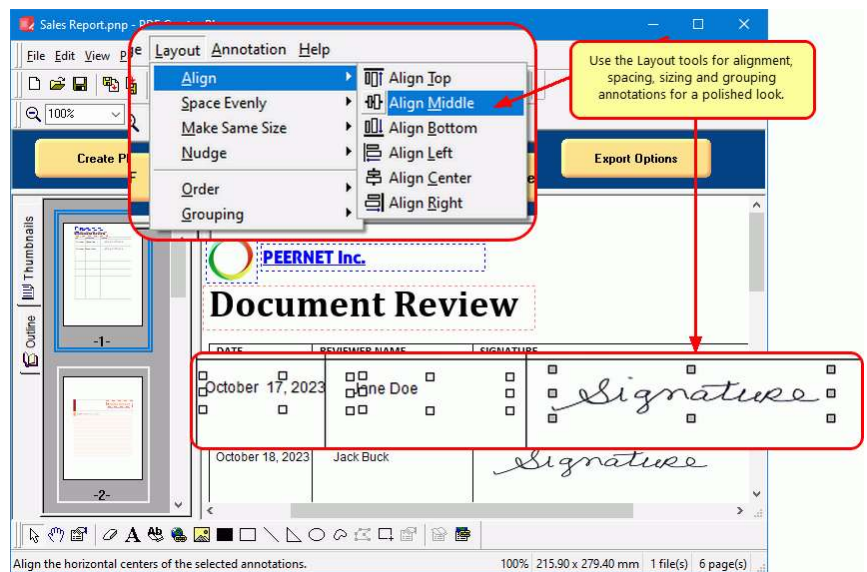 Sales Report.pnp - PDF Creator Plus
File Edit View Page Layout Annotation Help
Align
Space Evenly
Make Same Size
Nudge
Order
Grouping
Align Top
Align Middle
Align Bottom
Align Left
Align Center
Align Right
Use the Layout tools for alignment,
spacing, sizing and grouping
annotations for a polished look.
100%
Create P
Export Options
Thumbnails
Outline
-1-
-2-
PEERNET Inc.
Document Review
DATE REVIEWER NAME SIGNATURE
October 17, 2023 Jane Doe Signature
October 18, 2023 Jack Buck Signature
Align the horizontal centers of the selected annotations. 100% 215.90 x 279.40 mm 1 file(s) 6 page(s)